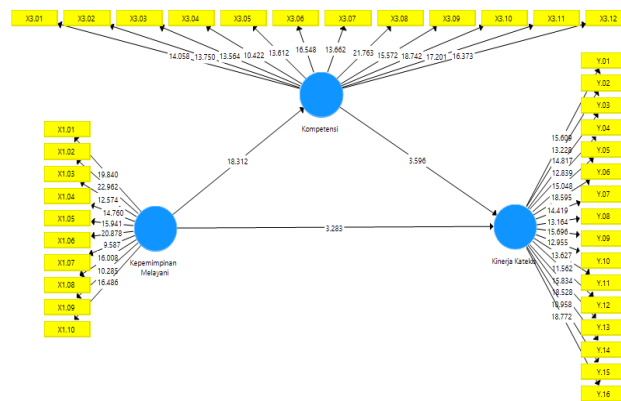 X3.01 X3.02 X3.03 X3.04 X3.05 X3.06 X3.07 X3.08 X3.09 X3.10 X3.11 X3.12
14.058 13.750 13.564 10.422 13.612 16.548 13.662 21.763 15.572 18.742 17.201 16.373
Kompetensi
X1.01
X1.02
X1.03
X1.04
X1.05
X1.06
X1.07
X1.08
X1.09
X1.10
19.840
22.962
12.574
14.760
15.941
20.878
9.587
16.008
10.285
16.486
Kepemimpinan
Melayani
18.312
3.596
3.283
Kinerja Katekis
15.609
13.228
14.817
12.839
15.048
18.595
14.419
13.164
15.696
12.955
13.627
11.562
15.834
18.528
10.958
18.772
Y.01
Y.02
Y.03
Y.04
Y.05
Y.06
Y.07
Y.08
Y.09
Y.10
Y.11
Y.12
Y.13
Y.14
Y.15
Y.16